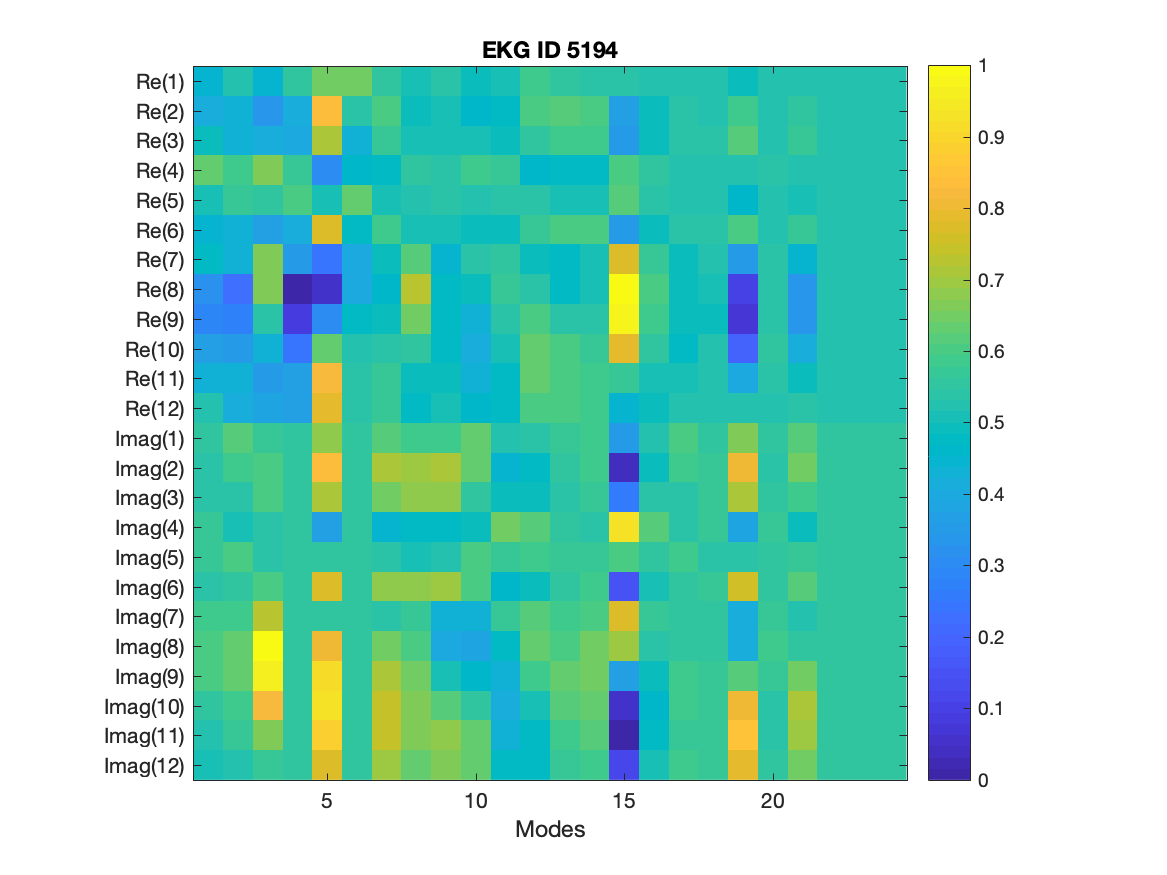 EKG ID 5194
Re(1)
Re(2)
Re(3)
Re(4)
Re(5)
Re(6)
Re(7)
Re(8)
Re(9)
Re(10)
Re(11)
Re(12)
Imag(1)
Imag(2)
Imag(3)
Imag(4)
Imag(5)
Imag(6)
Imag(7)
Imag(8)
Imag(9)
Imag(10)
Imag(11)
Imag(12)
5 10 15 20
Modes
1
0.9
0.8
0.7
0.6
0.5
0.4
0.3
0.2
0.1
0